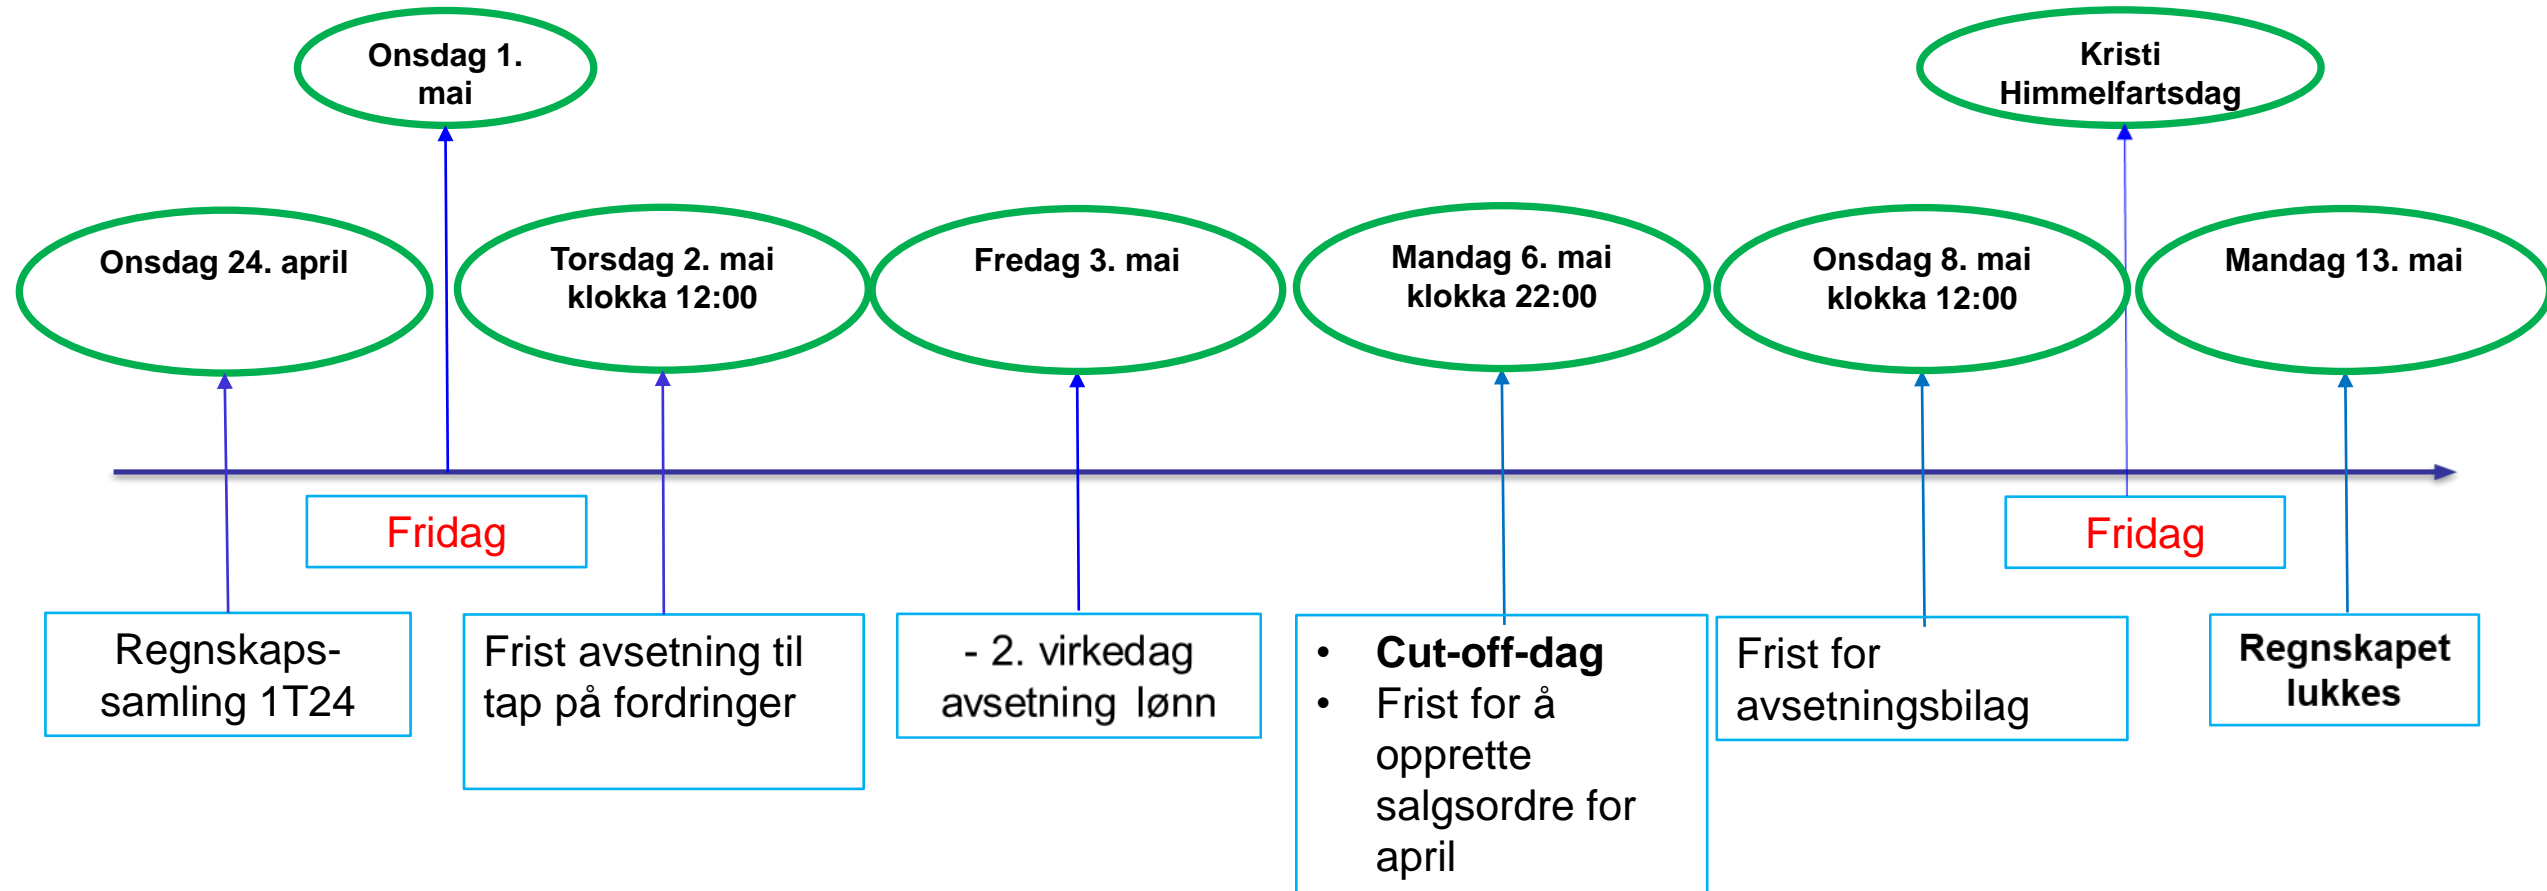 Onsdag 1.
mai
Kristi
Himmelfartsdag
Onsdag 24. april
Torsdag 2. mai
klokka 12:00
Fredag 3. mai
Mandag 6. mai
klokka 22:00
Onsdag 8. mai
klokka 12:00
Mandag 13. mai
Fridag
Fridag
Regnskaps-
samling 1T24
Frist avsetning til
tap på fordringer
- 2. virkedag
avsetning lønn
• Cut-off-dag
• Frist for å
opprette
salgsordre for
april
Frist for
avsetningsbilag
Regnskapet
lukkes